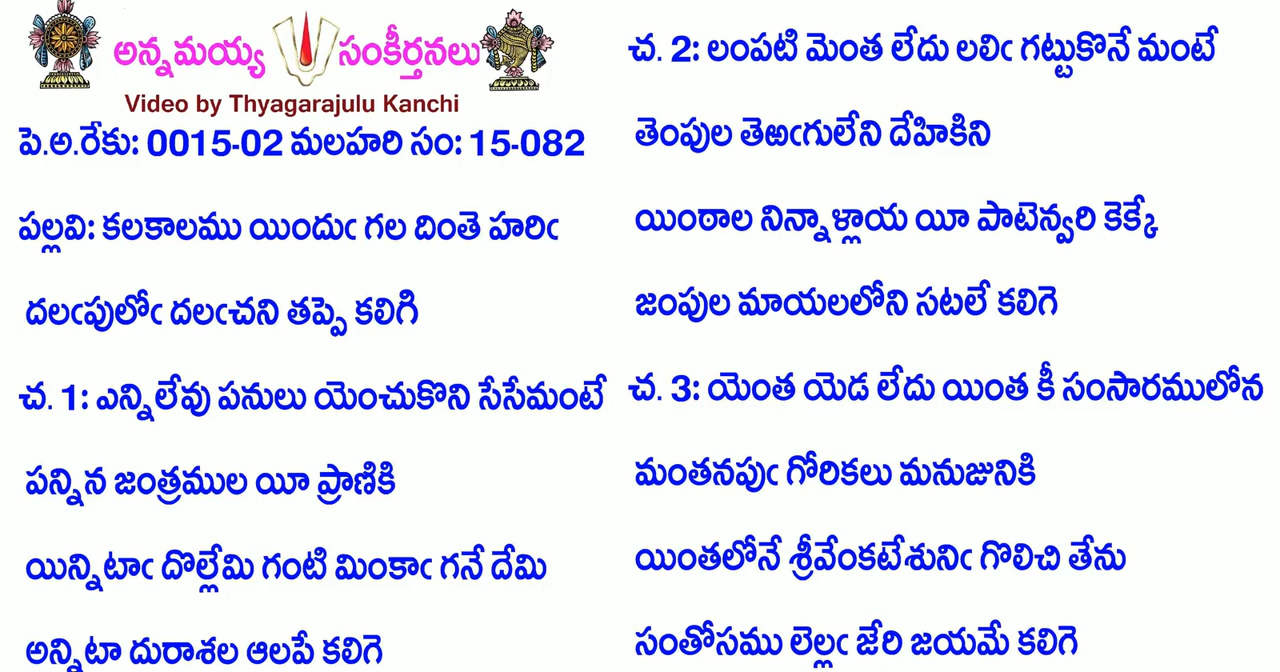 అన్నమయ్య సంకీర్తనలు
Video by Thyagarajulu Kanchi
పె.అ.రేకు: 0015-02 మలహరి సం: 15-082
పల్లవి: కలకాలము యిందుఁ గల దింతె హరిఁ
దలఁపులోఁ దలఁచని తప్పె కలిగి
చ. 1: ఎన్నిలేవు పనులు యెంచుకొని సేసేమంటే
పన్నిన జంత్రముల యీ ప్రాణికి
యిన్నిటాఁ దొల్లేమి గంటి మింకాఁ గనే దేమి
అన్నిటా దురాశల ఆలపే కలిగె
చ. 2: లంపటి మెంత లేదు లలిఁ గట్టుకొనే మంటే
తెంపుల తెఱఁగులేని దేహికిని
యింఠాల నిన్నాళ్లాయ యీ పాటెన్వరి కెక్కే
జంపుల మాయలలోని సటలే కలిగె
చ. 3: యెంత యెడ లేదు యింత కీ సంసారములోన
మంతనపుఁ గోరికలు మనుజునికి
యింతలోనే శ్రీవేంకటేశునిఁ గొలిచి తేను
సంతోసము లెల్లఁ జేరి జయమే కలిగె